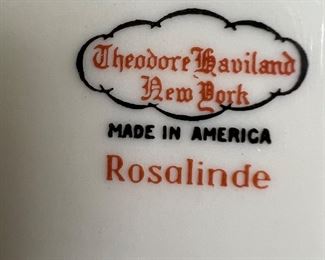 Theodore Haviland
New York
MADE IN AMERICA
Rosalinde